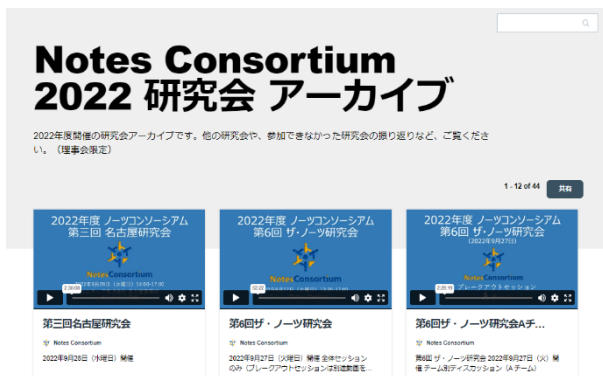 Notes Consortium
2022 研究会 アーカイブ
2022年度開催の研究会アーカイブです。他の研究会や、参加できなかった研究会の振り返りなど、ご覧くださ
い。（理事会限定）
1 - 12 of 44
共有
2022年度 ノーツコンソーシアム
第三回 名古屋研究会
NotesConsortium
2022年度 ノーツコンソーシアム
第6回 ザ・ノーツ研究会
NotesConsortium
2022年度 ノーツコンソーシアム
第6回 ザ・ノーツ研究会
(2022年9月27日)
NotesConsortium
ブレークアウトセッション
第三回名古屋研究会
Notes Consortium
2022年9月28日（水曜日）開催
第6回ザ・ノーツ研究会
Notes Consortium
2022年9月27日（火曜日）開催 全体セッション
のみ（ブレークアウトセッションは別途動画を...
第6回ザ・ノーツ研究会Aチ...
Notes Consortium
第6回 ザ・ノーツ研究会 2022年9月27日（火）開
催 チーム別ディスカッション（Aチーム）